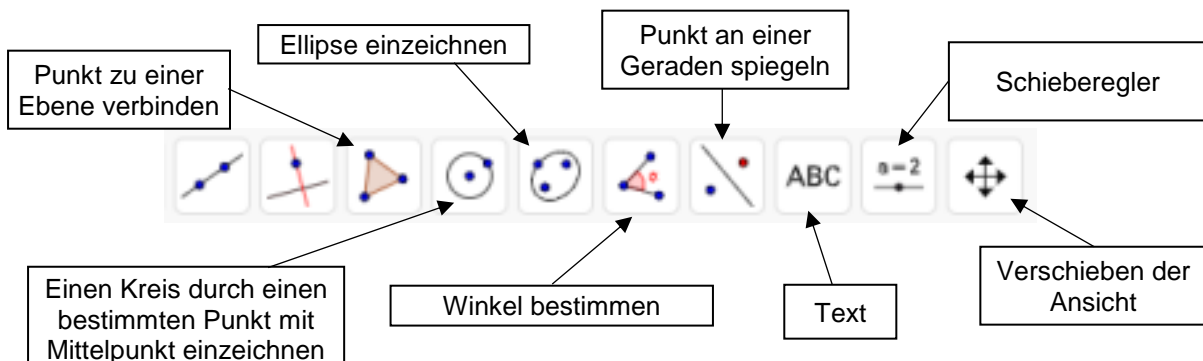 Punkt an einer
Geraden spiegeln
Ellipse einzeichnen
Punkt zu einer
Ebene verbinden
Schieberegler
α
ABC
a=2
Einen Kreis durch einen
bestimmten Punkt mit
Mittelpunkt einzeichnen
Winkel bestimmen
Text
Verschieben der
Ansicht